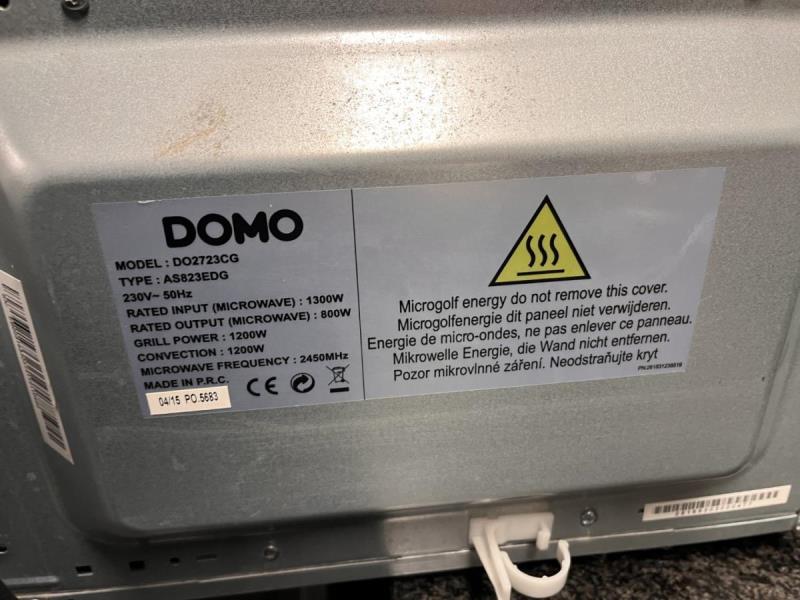 DOMO
MODEL : DO2723CG
TYPE : AS823EDG
230V~ 50Hz
RATED INPUT (MICROWAVE) : 1300W
RATED OUTPUT (MICROWAVE) : 800W
GRILL POWER : 1200W
CONVECTION : 1200W
MICROWAVE FREQUENCY : 2450MHz
MADE IN P.R.C.
CE
04/15 PO.5683
Microgolf energy do not remove this cover.
Microgolfenergie dit paneel niet verwijderen.
Energie de micro-ondes, ne pas enlever ce panneau.
Mikrowelle Energie, die Wand nicht entfernen.
Pozor mikrovlnné záření. Neodstraňujte kryt